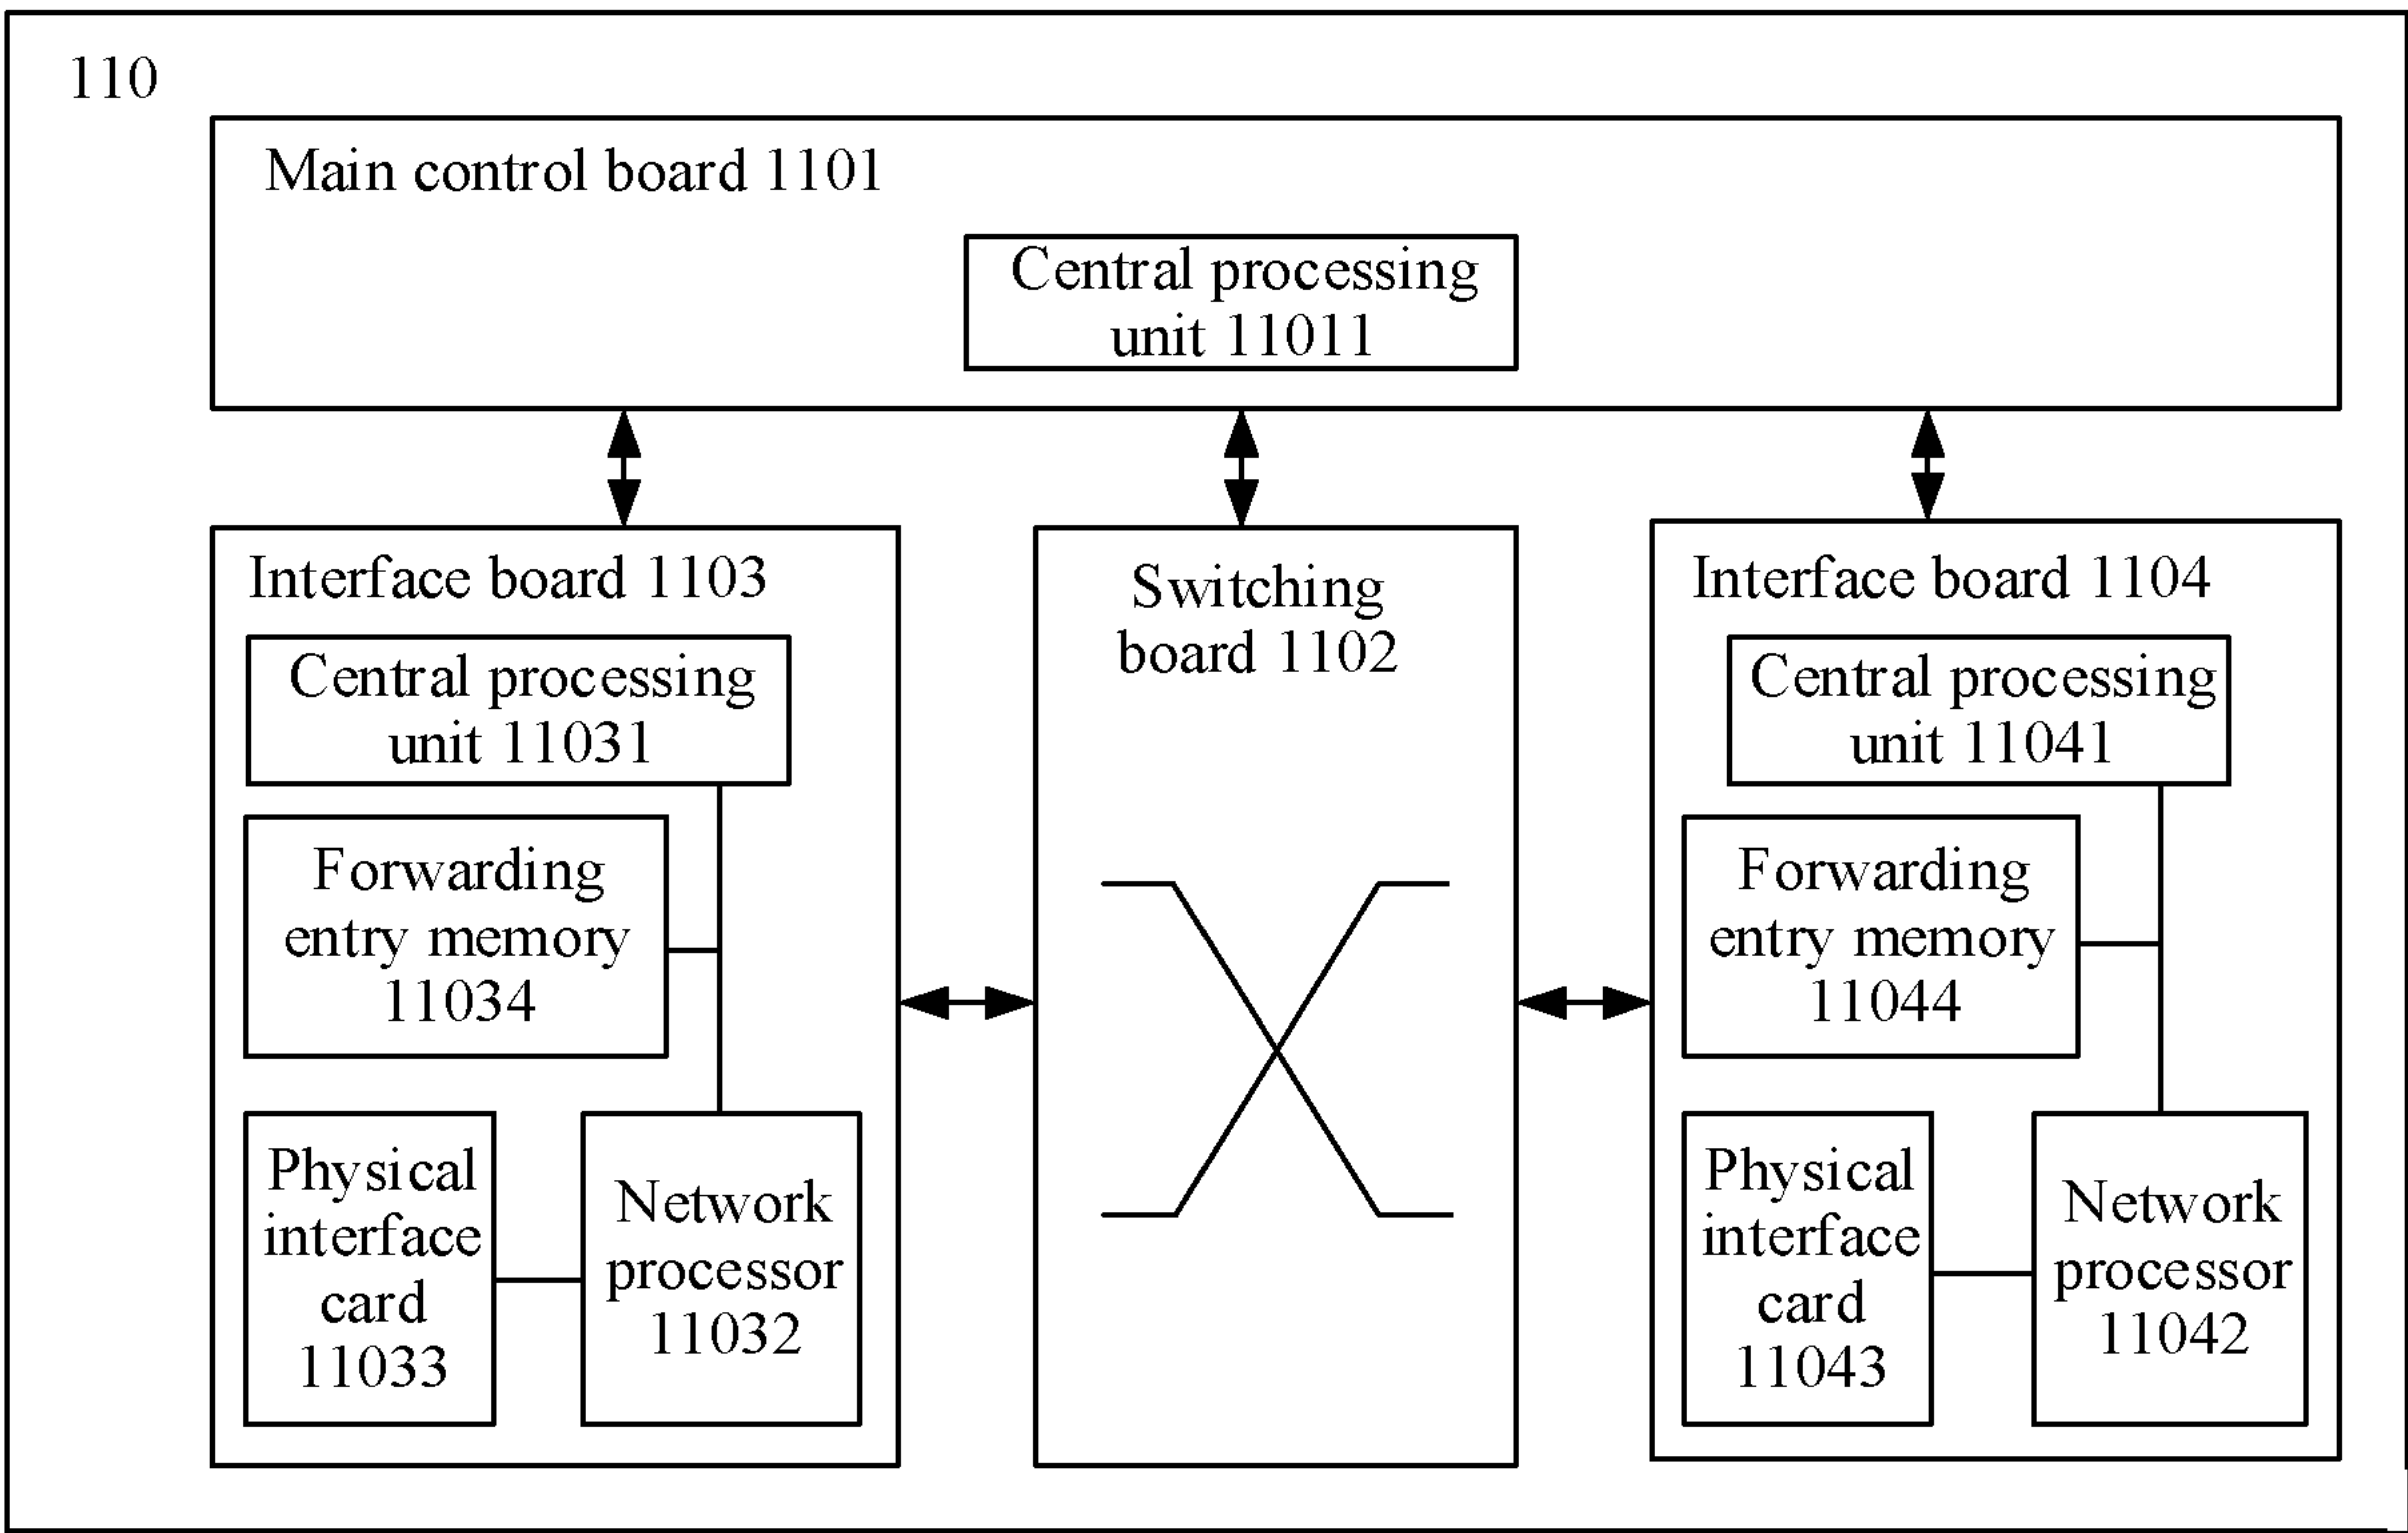 110
Main control board 1101
Central processing
unit 11011
Interface board 1103
Central processing
unit 11031
Forwarding
entry memory
11034
Physical
interface
card
11033
Network
processor
11032
Switching
board 1102
Interface board 1104
Central processing
unit 11041
Forwarding
entry memory
11044
Physical
interface
card
11043
Network
processor
11042